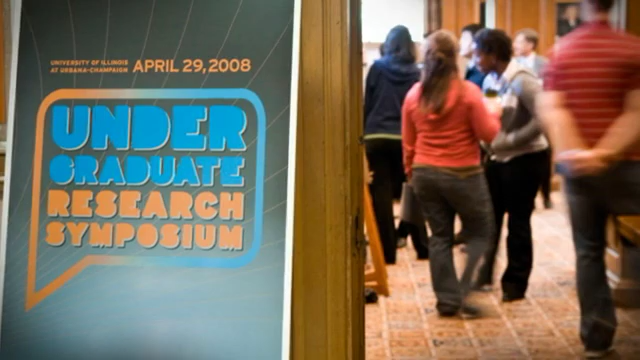 UNIVERSITY OF ILLINOIS
AT URBANA-CHAMPAIGN APRIL 29, 2008
UNDER
GRADUATE
RESEARCH
SYMPOSIUM